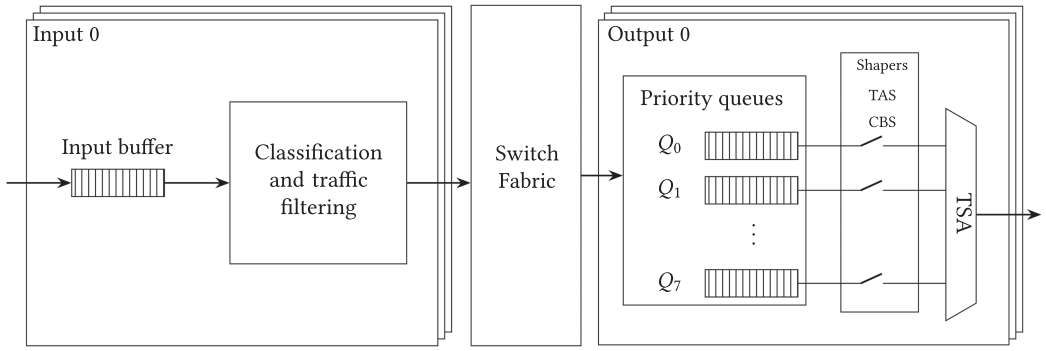 Input 0
Input buffer
Classification
and traffic
filtering
Switch
Fabric
Output 0
Priority queues
Q0
Q1
Q7
Shapers
TAS
CBS
TSA